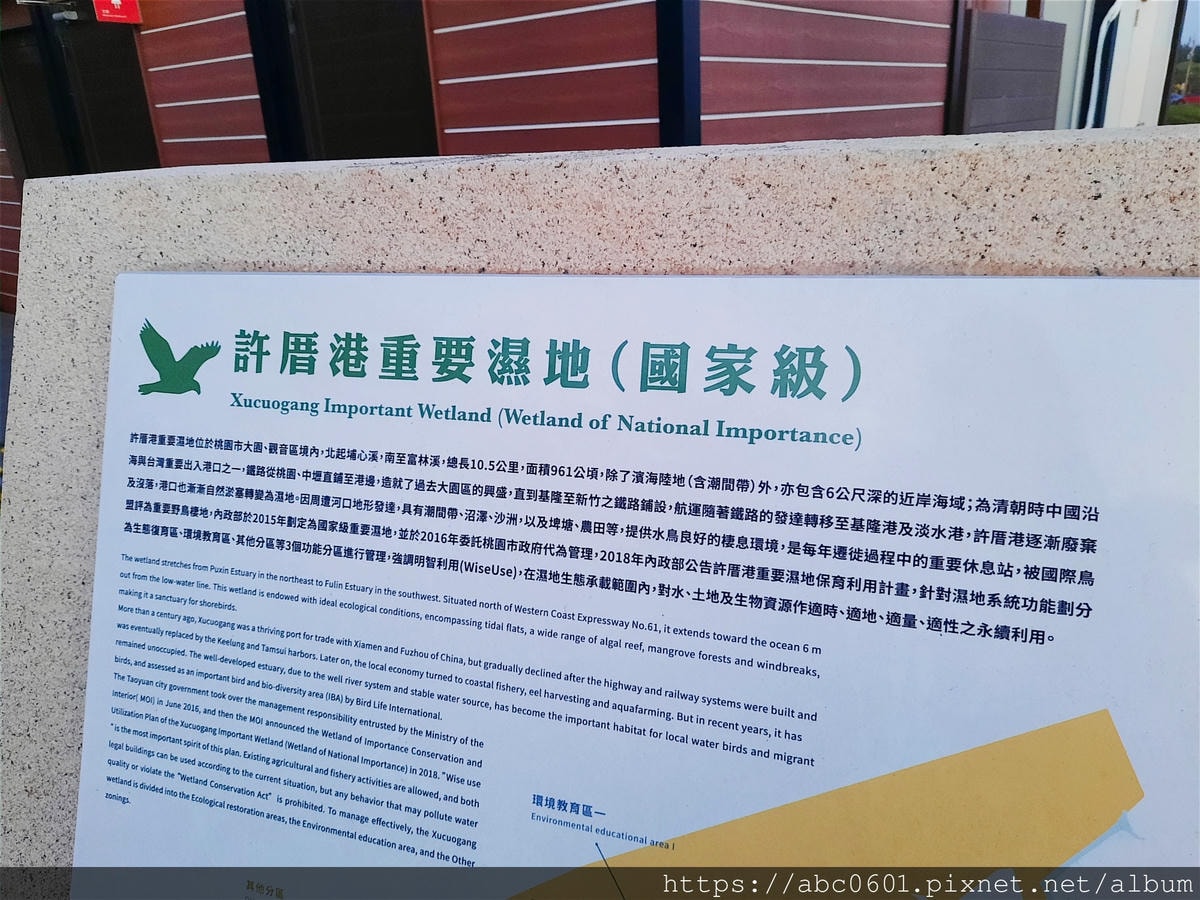 許厝港重要濕地(國家級)
Xucuogang Important Wetland (Wetland of National Importance)
許厝港重要濕地位於桃園市大園、觀音區境內,北起埔心溪,南至富林溪,總長10.5公里,面積961公頃,除了濱海陸地(含潮間帶)外,亦包含6公尺深的近岸海域;為清朝時中國沿
海與台灣重要出入港口之一,鐵路從桃園、中壢直鋪至港邊,造就了過去大園區的興盛,直到基隆至新竹之鐵路鋪設,航運隨著鐵路的發達轉移至基隆港及淡水港,許厝港逐漸廢棄
及沒落,港口也漸漸自然淤塞轉變為濕地。因周遭河口地形發達,具有潮間帶、沼澤、沙洲,以及埤塘、農田等,提供水鳥良好的棲息環境,是每年遷徙過程中的重要休息站,被國際鳥
盟評為重要野鳥棲地,內政部於2015年劃定為國家級重要濕地,並於2016年委託桃園市政府代為管理,2018年內政部公告許厝港重要濕地保育利用計畫,針對濕地系統功能劃分
為生態復育區、環境教育區、其他分區等3個功能分區進行管理,強調明智利用(WiseUse),在濕地生態承載範圍內,對水、土地及生物資源作適時、適地、適量、適性之永續利用。
The wetland stretches from Puxin Estuary in the northeast to Fulin Estuary in the southwest. Situated north of Western Coast Expressway No.61, it extends toward the ocean 6 m
out from the low-water line. This wetland is endowed with ideal ecological conditions, encompassing tidal flats, a wide range of algal reef, mangrove forests and windbreaks,
making it a sanctuary for shorebirds.
More than a century ago, Xucuogang was a thriving port for trade with Xiamen and Fuzhou of China, but gradually declined after the highway and railway systems were built and
was eventually replaced by the Keelung and Tamsui harbors. Later on, the local economy turned to coastal fishery, eel harvesting and aquafarming. But in recent years, it has
remained unoccupied. The well-developed estuary, due to the well river system and stable water source, has become the important habitat for local water birds and migrant
birds, and assessed as an important bird and bio-diversity area (IBA) by Bird Life International.
The Taoyuan city government took over the management responsibility entrusted by the Ministry of the
Interior( MOI) in June 2016, and then the MOI announced the Wetland of Importance Conservation and
Utilization Plan of the Xucuogang Important Wetland (Wetland of National Importance) in 2018. "Wise use
" is the most important spirit of this plan. Existing agricultural and fishery activities are allowed, and both
legal buildings can be used according to the current situation, but any behavior that may pollute water
quality or violate the "Wetland Conservation Act" is prohibited. To manage effectively, the Xucuogang
wetland is divided into the Ecological restoration areas, the Environmental education area, and the Other
zonings.
環境教育區一
Environmental educational area I
其他分區
https://abc0601.pixnet.net/album